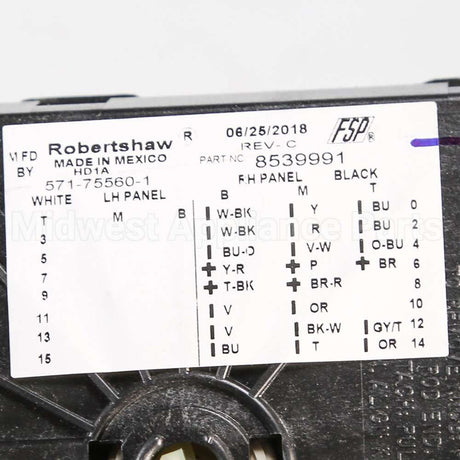 MFD BY Robertshaw R 06/25/2018 FSP®
MADE IN MEXICO REV- C
HD1A PART NO 8539991
571-75560-1
WHITE LH PANEL RH PANEL BLACK
T M B B M T
1 W-BK Y BU 0
3 W-BK R BU 2
5 BU-O V-W O-BU 4
7 + Y-R + P + BR 6
9 + T-BK + BR-R 8
11 V OR 10
13 V BK-W GY/T 12
15 BU T OR 14
Midwest Appliance Parts